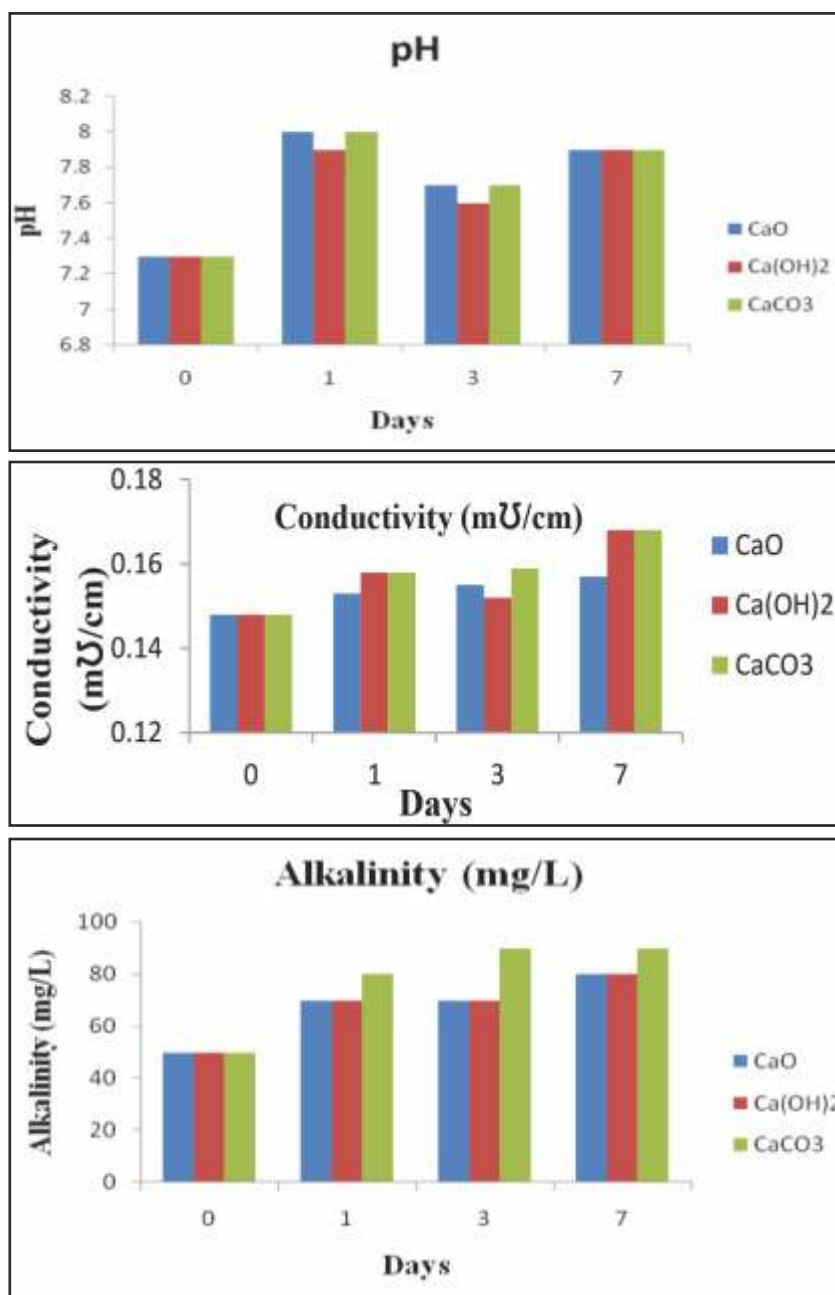 pH
8.2
8
7.8
7.6
7.4
7.2
7
6.8
pH
0 1 3 7
Days
CaO
Ca(OH)2
CaCO3
Conductivity (m℧/cm)
0.18
0.16
0.14
0.12
Conductivity
(m℧/cm)
0 1 3 7
Days
CaO
Ca(OH)2
CaCO3
Alkalinity (mg/L)
100
80
60
40
20
0
Alkalinity (mg/L)
0 1 3 7
Days
CaO
Ca(OH)2
CaCO3